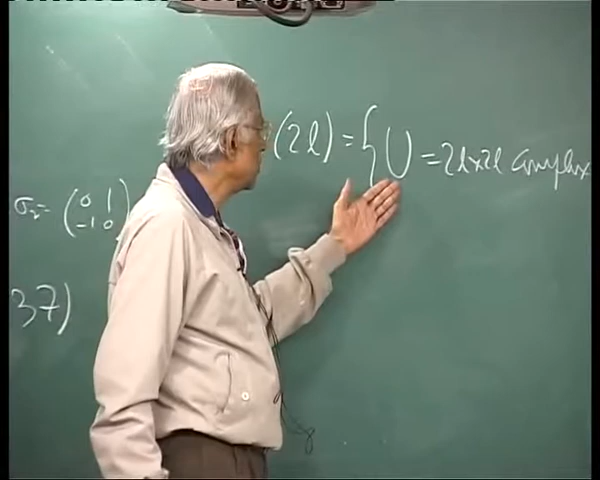 (2l) = { U = 2l x 2l Complex
σ₂ = ( 0 1
-1 0 )
37)